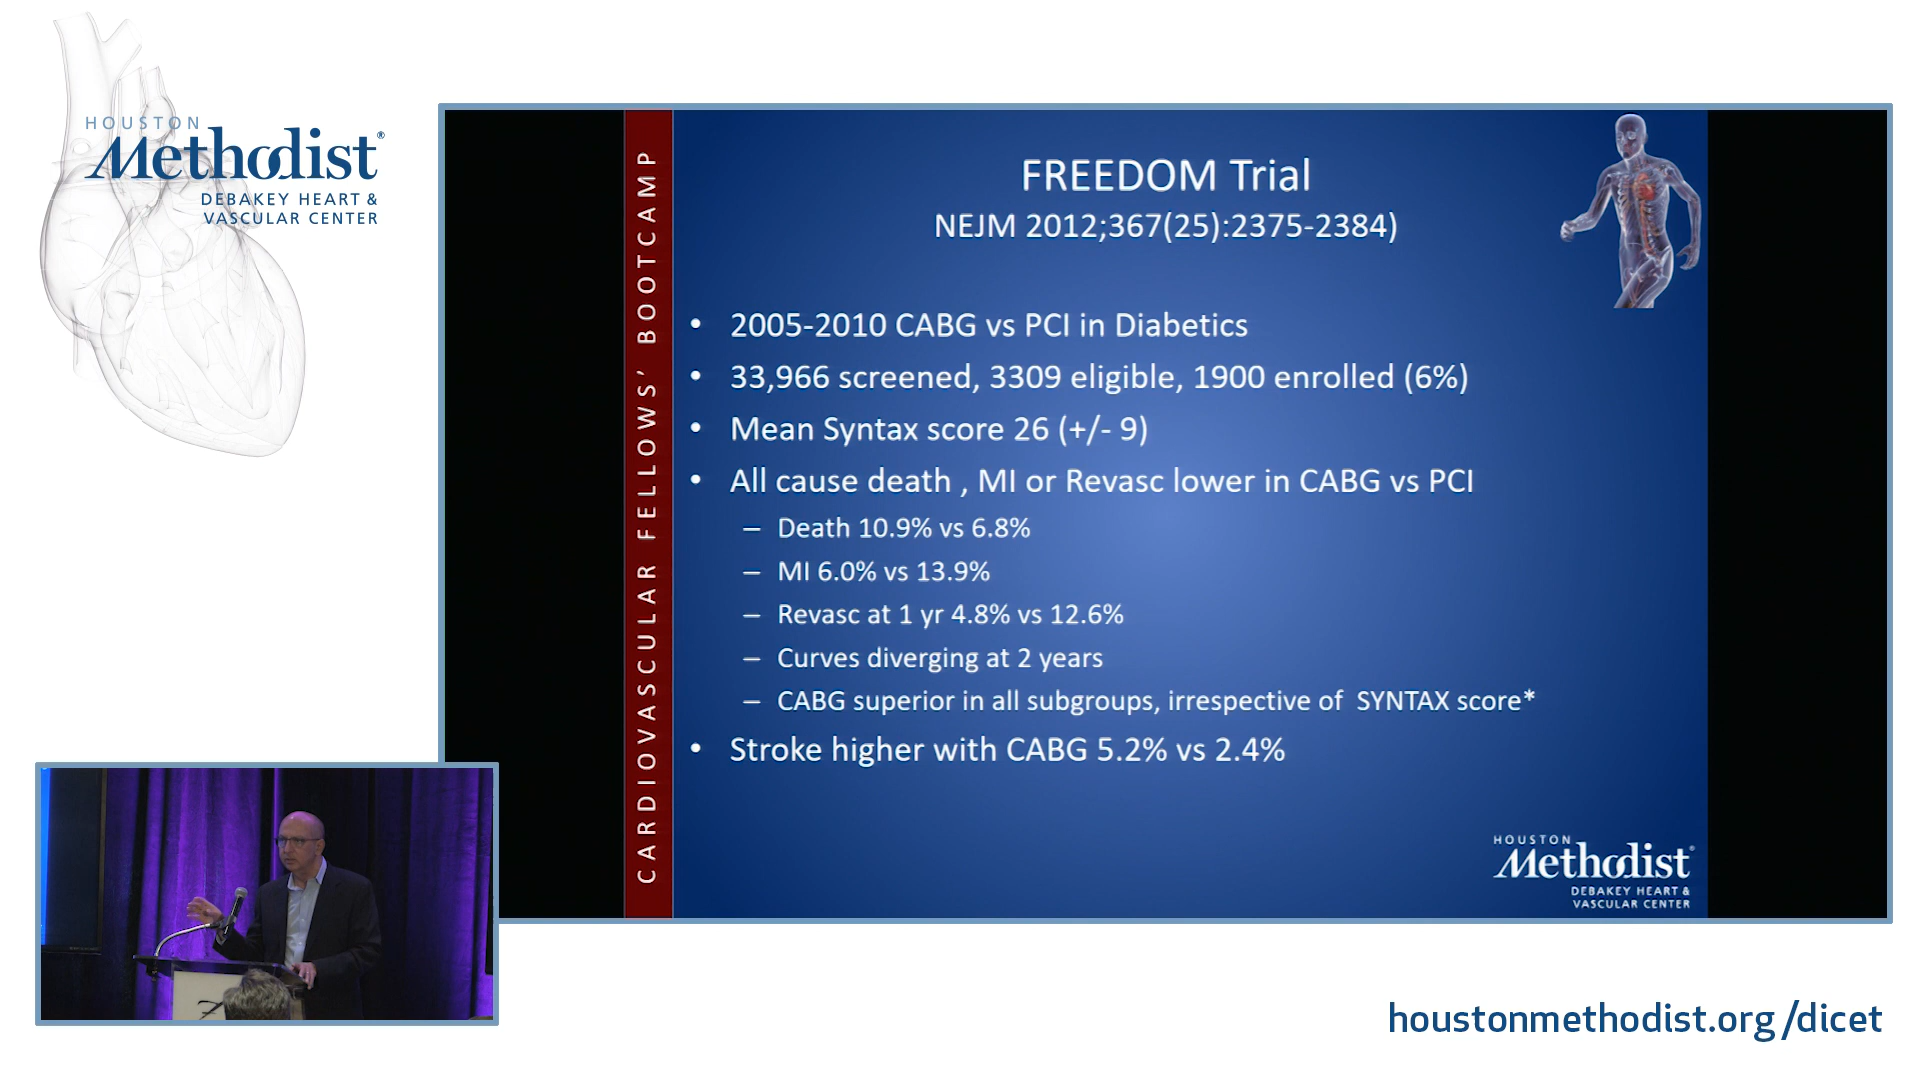 HOUSTON
Methodist®
DEBAKEY HEART &
VASCULAR CENTER
CARDIOVASCULAR FELLOWS' BOOTCAMP
FREEDOM Trial
NEJM 2012;367(25):2375-2384)
• 2005-2010 CABG vs PCI in Diabetics
• 33,966 screened, 3309 eligible, 1900 enrolled (6%)
• Mean Syntax score 26 (+/- 9)
• All cause death , MI or Revasc lower in CABG vs PCI
– Death 10.9% vs 6.8%
– MI 6.0% vs 13.9%
– Revasc at 1 yr 4.8% vs 12.6%
– Curves diverging at 2 years
– CABG superior in all subgroups, irrespective of SYNTAX score*
• Stroke higher with CABG 5.2% vs 2.4%
HOUSTON
Methodist®
DEBAKEY HEART &
VASCULAR CENTER
houstonmethodist.org/dicet